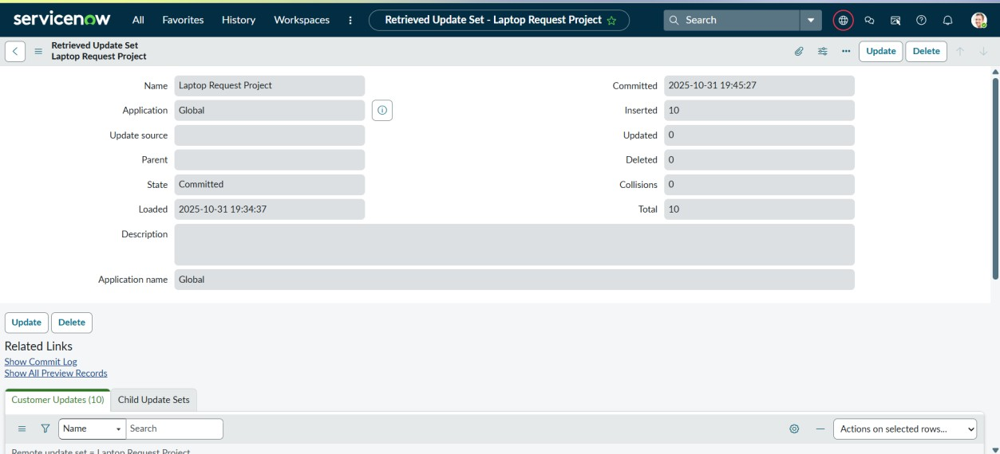 servicenow All Favorites History Workspaces Retrieved Update Set - Laptop Request Project Search
Retrieved Update Set
Laptop Request Project
Update Delete
Name Laptop Request Project
Application Global
Update source
Parent
State Committed
Loaded 2025-10-31 19:34:37
Committed 2025-10-31 19:45:27
Inserted 10
Updated 0
Deleted 0
Collisions 0
Total 10
Description
Application name Global
Update Delete
Related Links
Show Commit Log
Show All Preview Records
Customer Updates (10) Child Update Sets
Name Search Actions on selected rows...
Remote update set = Laptop Request Project